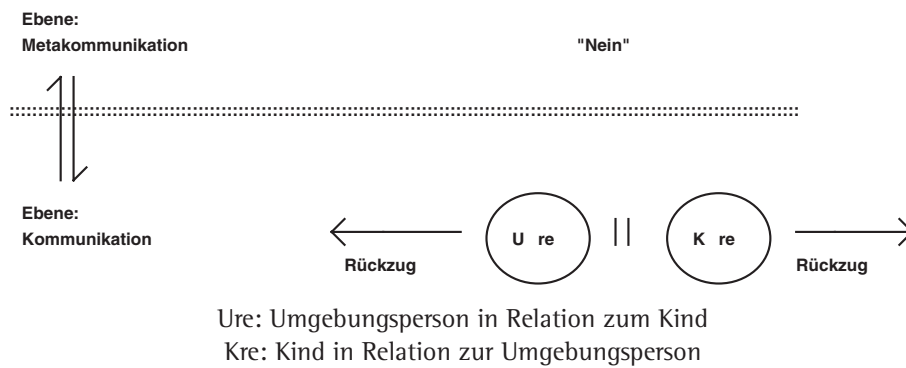 Ebene:
Metakommunikation "Nein"
Ebene:
Kommunikation
U re || K re
Rückzug Rückzug
Ure: Umgebungsperson in Relation zum Kind
Kre: Kind in Relation zur Umgebungsperson